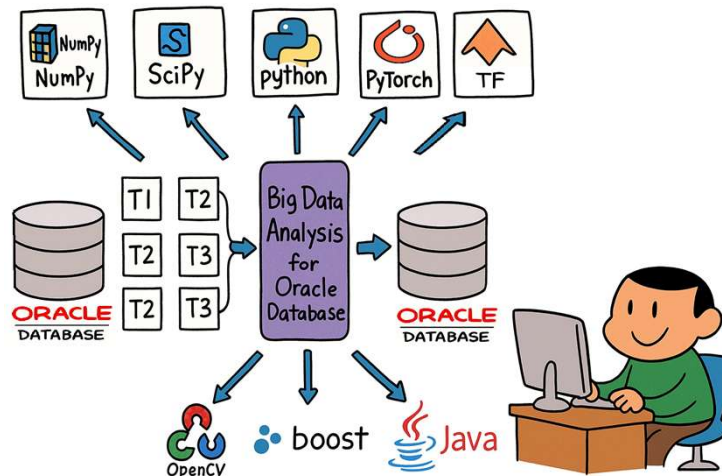 NumPy
NumPy
SciPy
python
PyTorch
TF
T1 T2
T2 T3
T2 T3
ORACLE
DATABASE
Big Data
Analysis
for
Oracle
Database
ORACLE
DATABASE
OpenCV
boost
Java